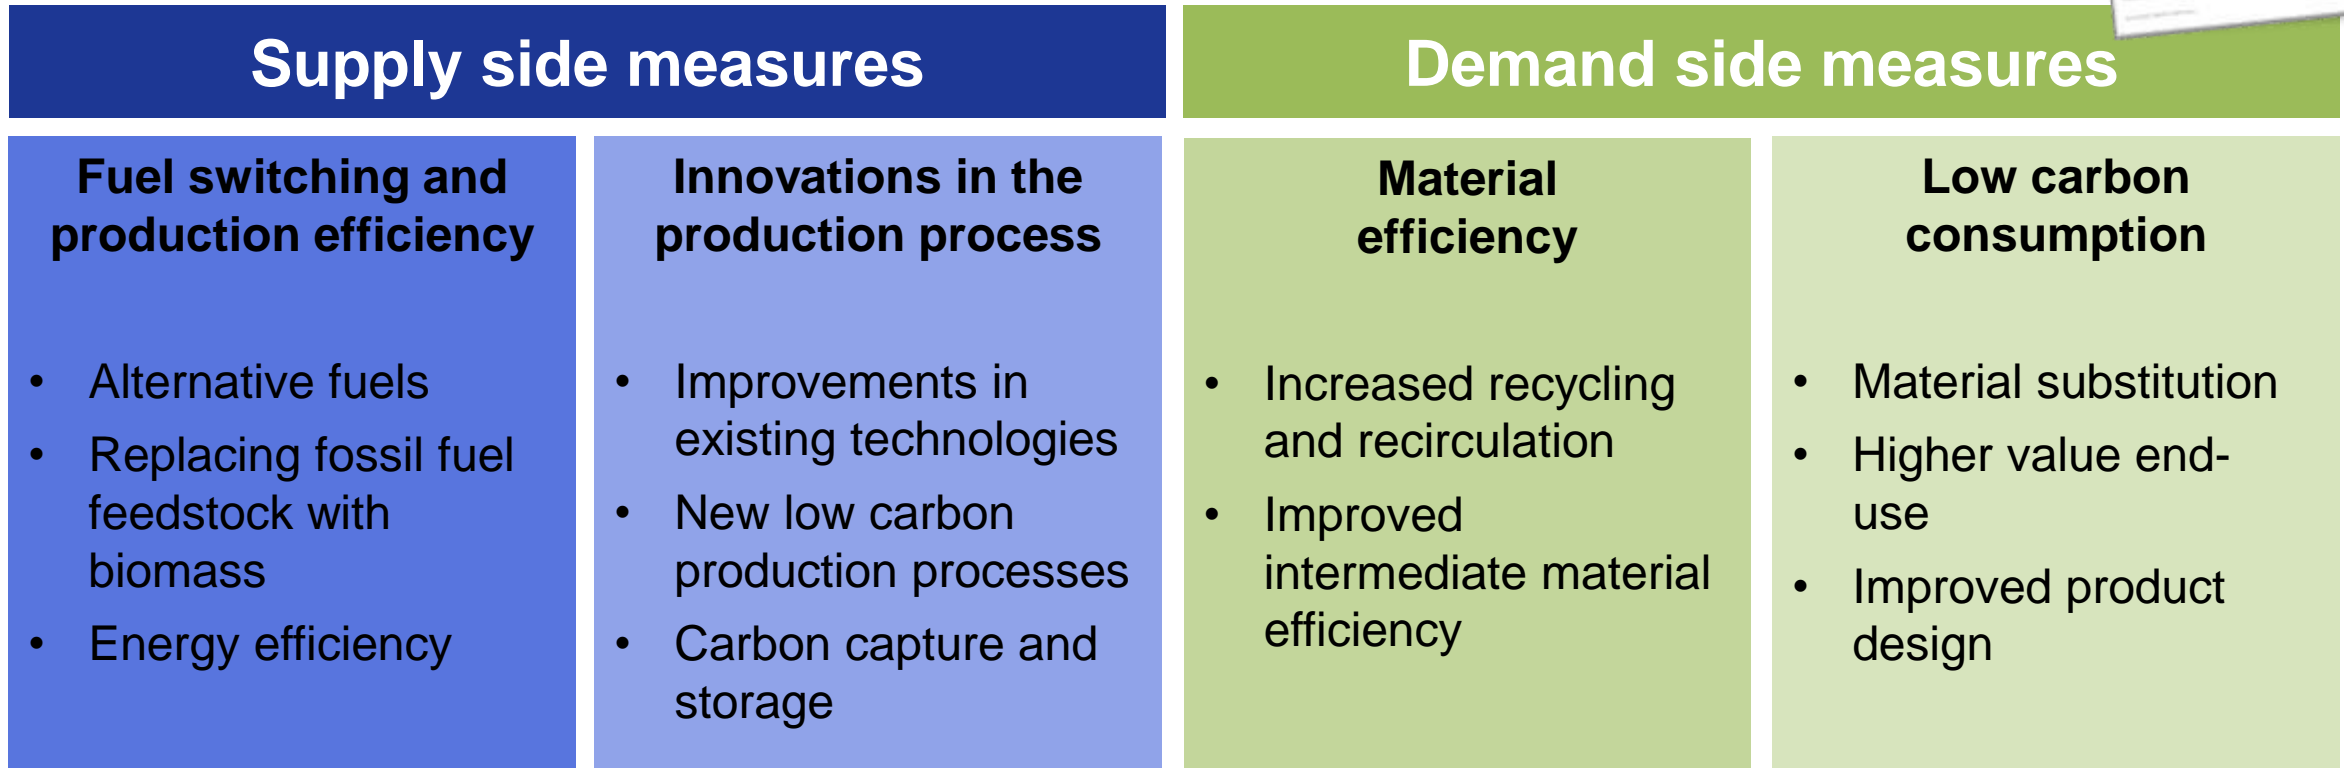 Supply side measures
Demand side measures
Fuel switching and
production efficiency
• Alternative fuels
• Replacing fossil fuel
feedstock with
biomass
• Energy efficiency
Innovations in the
production process
• Improvements in
existing technologies
• New low carbon
production processes
• Carbon capture and
storage
Material
efficiency
• Increased recycling
and recirculation
• Improved
intermediate material
efficiency
Low carbon
consumption
• Material substitution
• Higher value end-
use
• Improved product
design